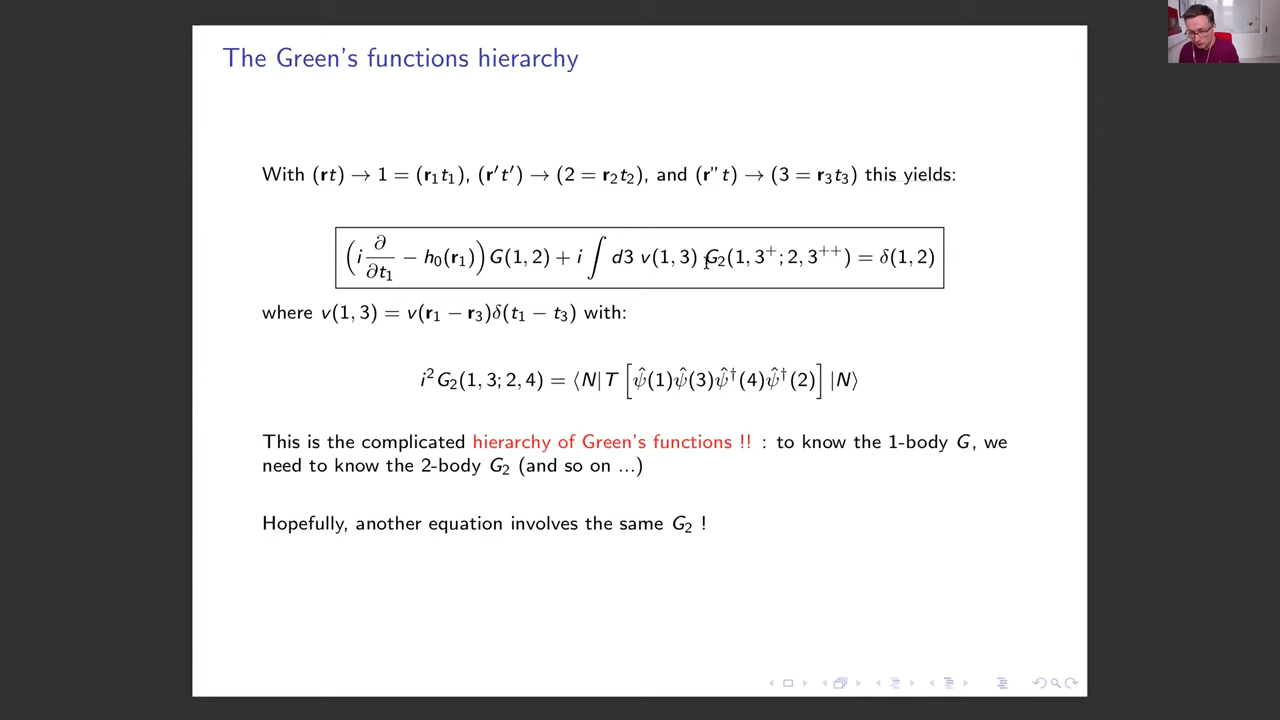 The Green's functions hierarchy
With (rt) → 1 = (r₁t₁), (r′t′) → (2 = r₂t₂), and (r”t) → (3 = r₃t₃) this yields:
(i ∂/∂t₁ − h₀(r₁)) G(1, 2) + i ∫ d3 v(1, 3) G₂(1, 3⁺; 2, 3⁺⁺) = δ(1, 2)
where v(1, 3) = v(r₁ − r₃)δ(t₁ − t₃) with:
i²G₂(1, 3; 2, 4) = ⟨N| T [ψ̂(1)ψ̂(3)ψ̂†(4)ψ̂†(2)] |N⟩
This is the complicated hierarchy of Green's functions !! : to know the 1-body G, we
need to know the 2-body G₂ (and so on ...)
Hopefully, another equation involves the same G₂ !